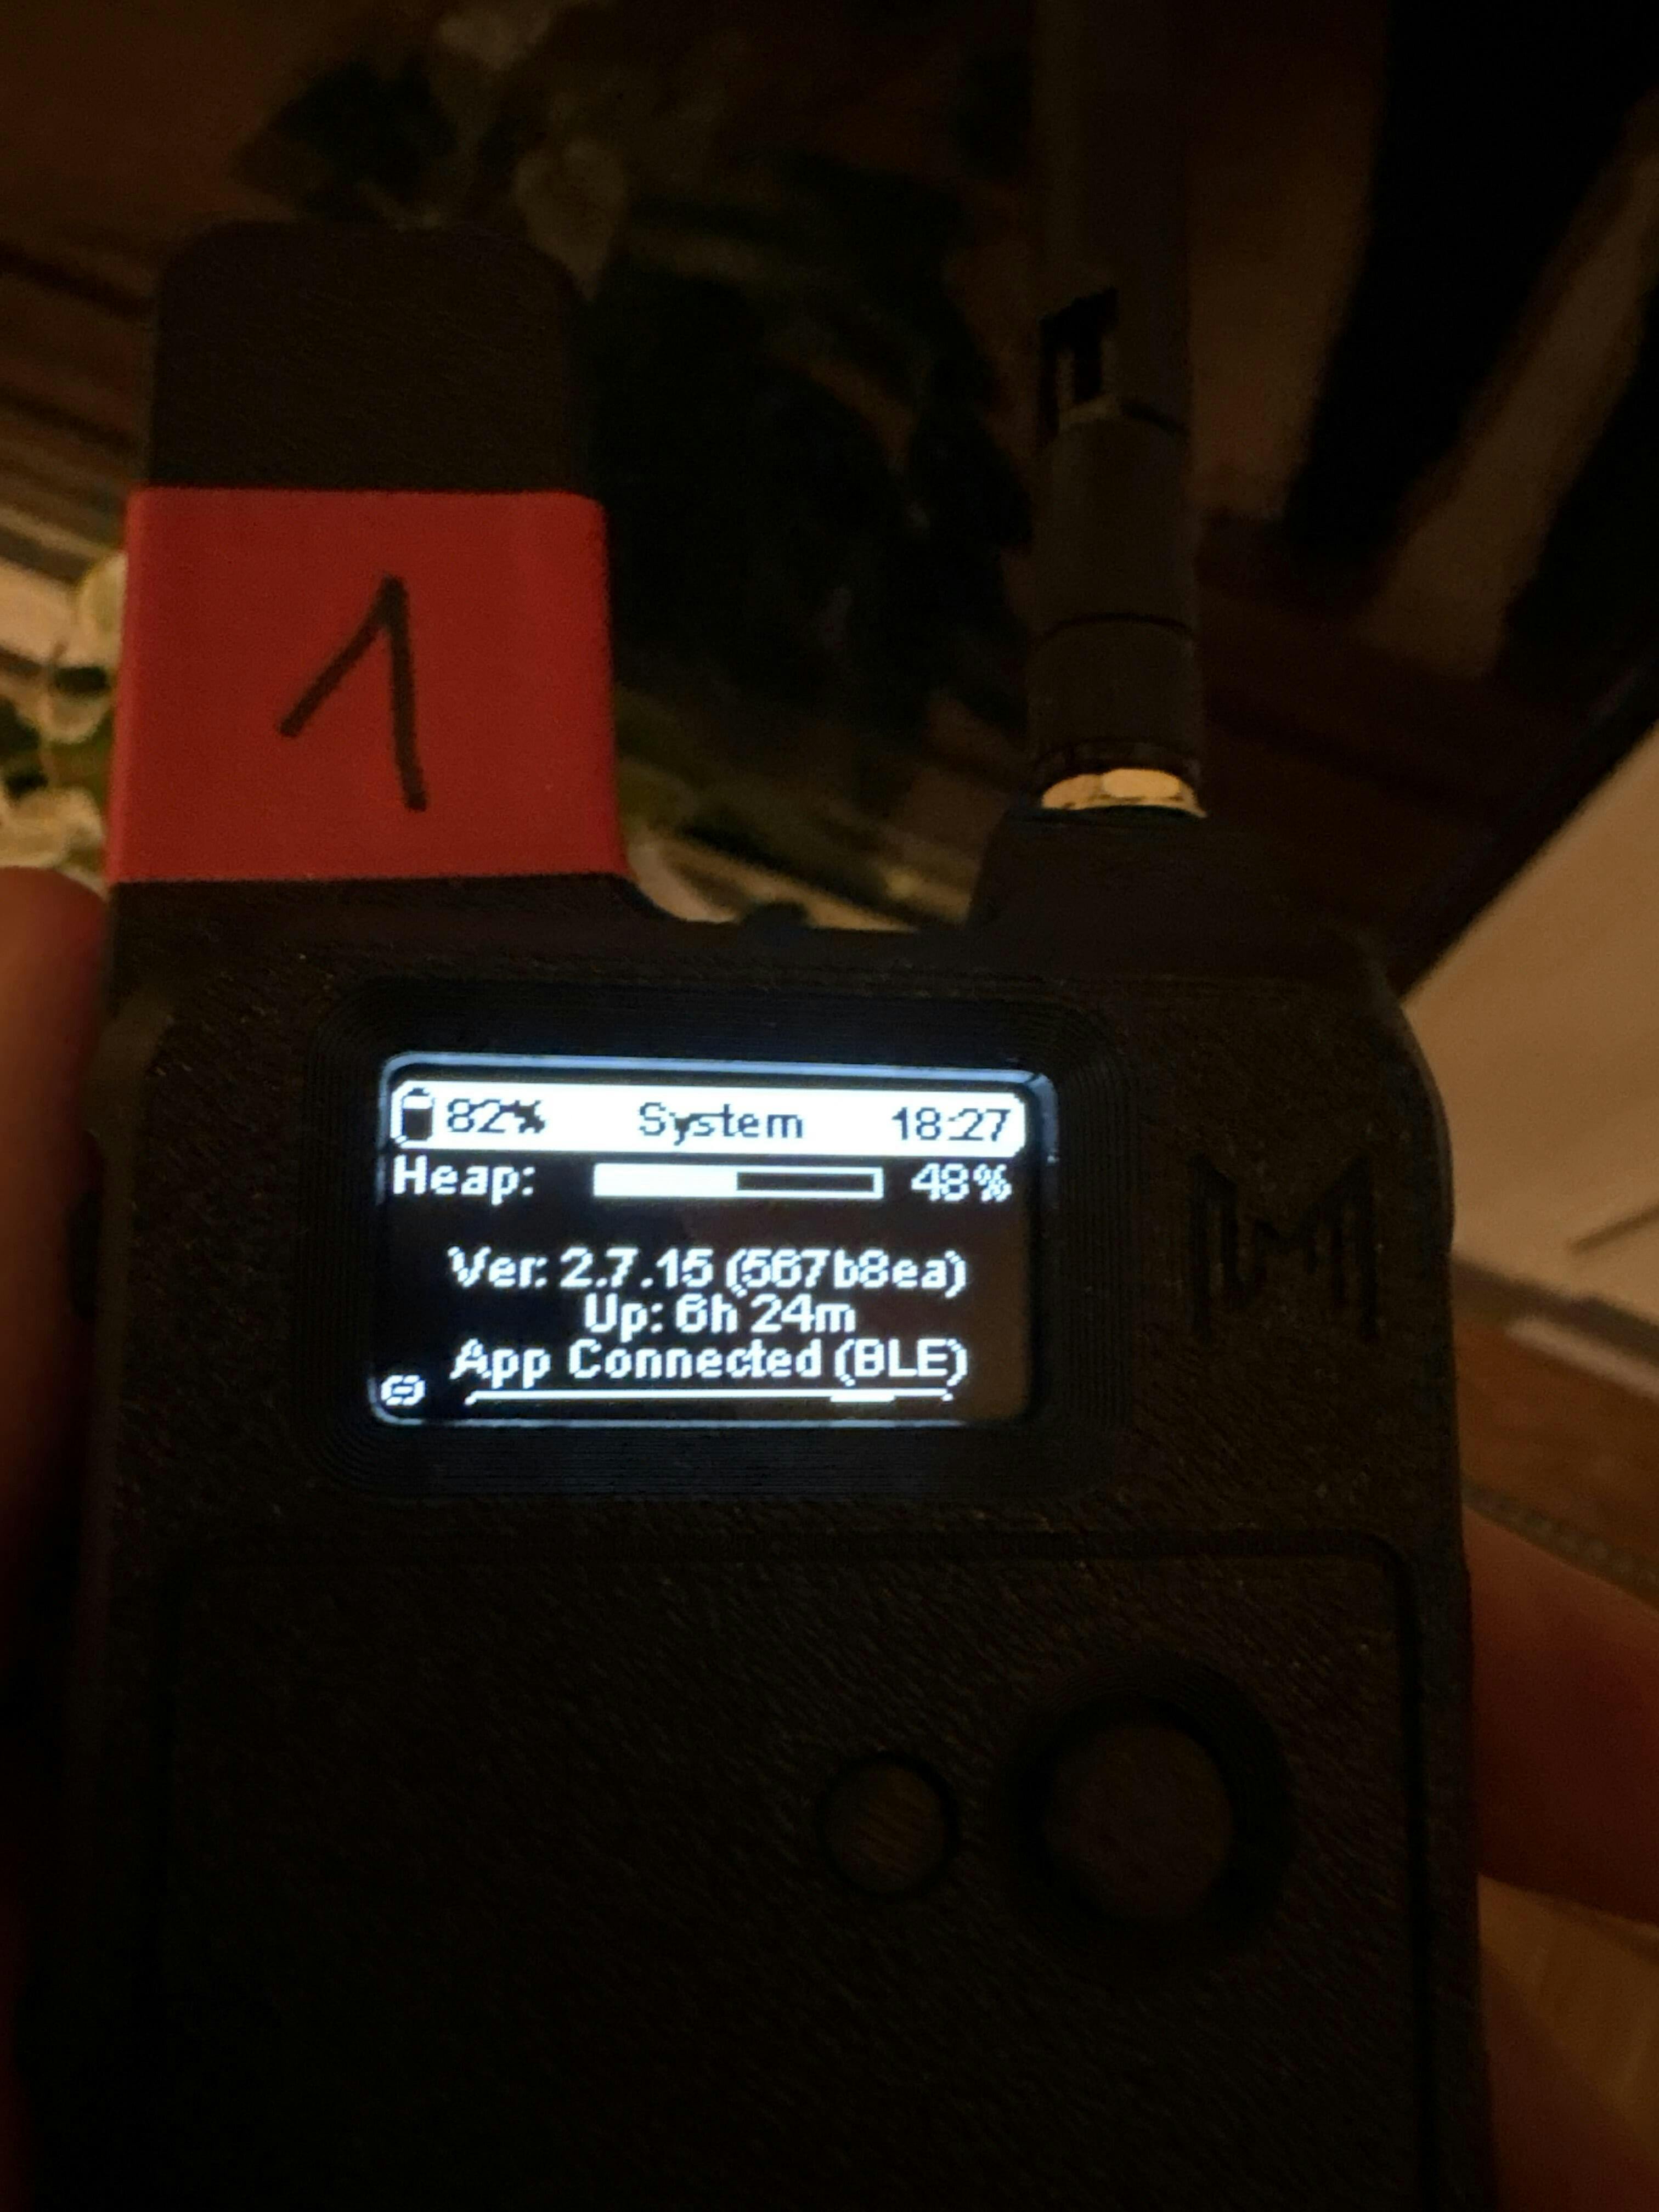 1
82% System 18:27
Heap: 48%
Ver: 2.7.15 (567b8ea)
Up: 6h 24m
App Connected (BLE)